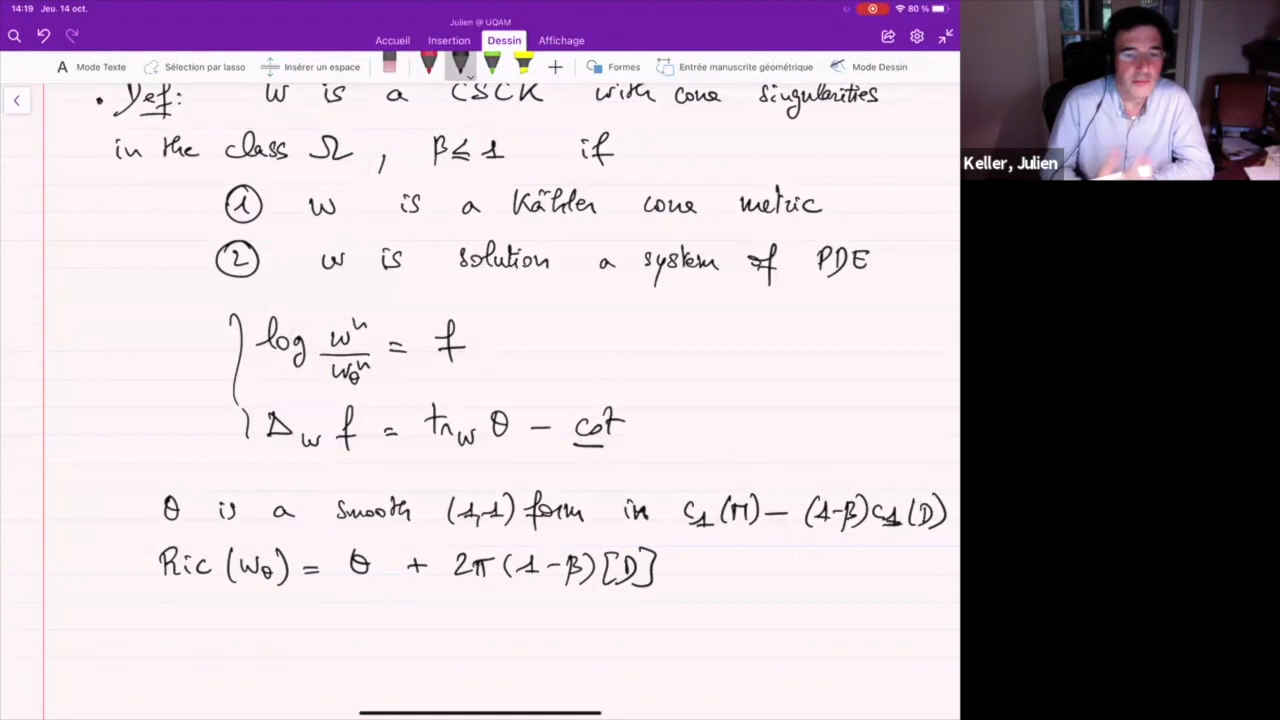 14:19 Jeu. 14 oct.
80 %
Julien @ UQAM
Accueil Insertion Dessin Affichage
Mode Texte Sélection par lasso Insérer un espace Formes Entrée manuscrite géométrique Mode Dessin
Keller, Julien
• Def: ω is a CSCK with cone singularities
in the class Ω, β ≤ 1 if
① ω is a Kähler cone metric
② ω is solution a system of PDE
log ω^n / ω_θ^n = f
Δ_ω f = tr_ω θ - cst
θ is a smooth (1,1) form in c_1(M) - (1-β)c_1(D)
Ric(ω_θ) = θ + 2π(1-β)[D]